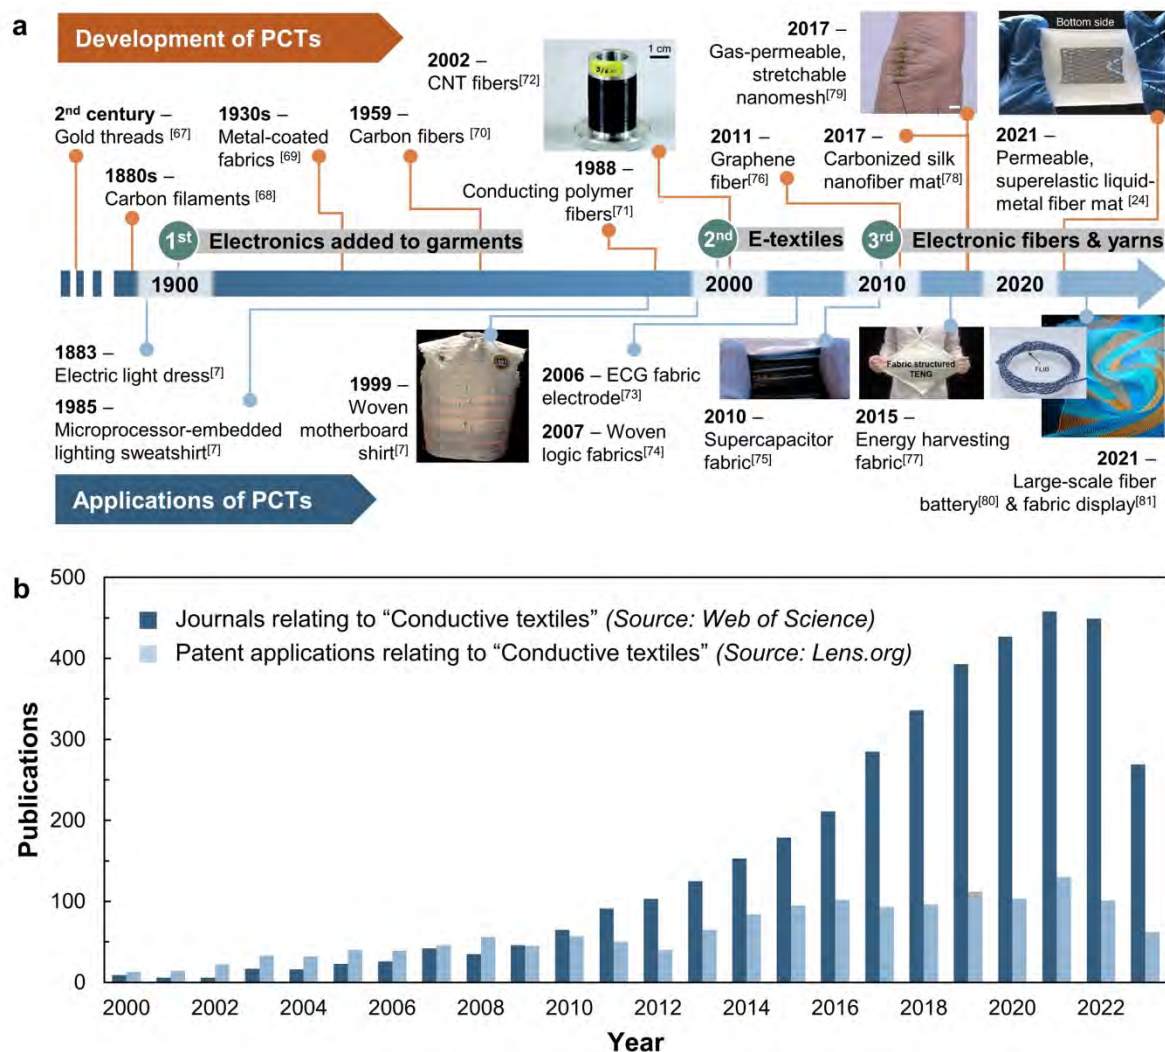 a
Development of PCTs
2nd century –
Gold threads [67]
1880s –
Carbon filaments [68]
1930s –
Metal-coated
fabrics [69]
1959 –
Carbon fibers [70]
2002 –
CNT fibers[72]
1 cm
1988 –
Conducting polymer
fibers[71]
2011 –
Graphene
fiber[76]
2017 –
Gas-permeable,
stretchable
nanomesh[79]
2017 –
Carbonized silk
nanofiber mat[78]
Bottom side
2021 –
Permeable,
superelastic liquid-
metal fiber mat [24]
1st Electronics added to garments
2nd E-textiles
3rd Electronic fibers & yarns
1900
2000
2010
2020
1883 –
Electric light dress[7]
1985 –
Microprocessor-embedded
lighting sweatshirt[7]
1999 –
Woven
motherboard
shirt[7]
2006 – ECG fabric
electrode[73]
2007 – Woven
logic fabrics[74]
2010 –
Supercapacitor
fabric[75]
Fabric structured
TENG
2015 –
Energy harvesting
fabric[77]
FLIB
2021 –
Large-scale fiber
battery[80] & fabric display[81]
Applications of PCTs
b
Publications
500
400
300
200
100
0
Journals relating to “Conductive textiles” (Source: Web of Science)
Patent applications relating to “Conductive textiles” (Source: Lens.org)
2000 2002 2004 2006 2008 2010 2012 2014 2016 2018 2020 2022
Year